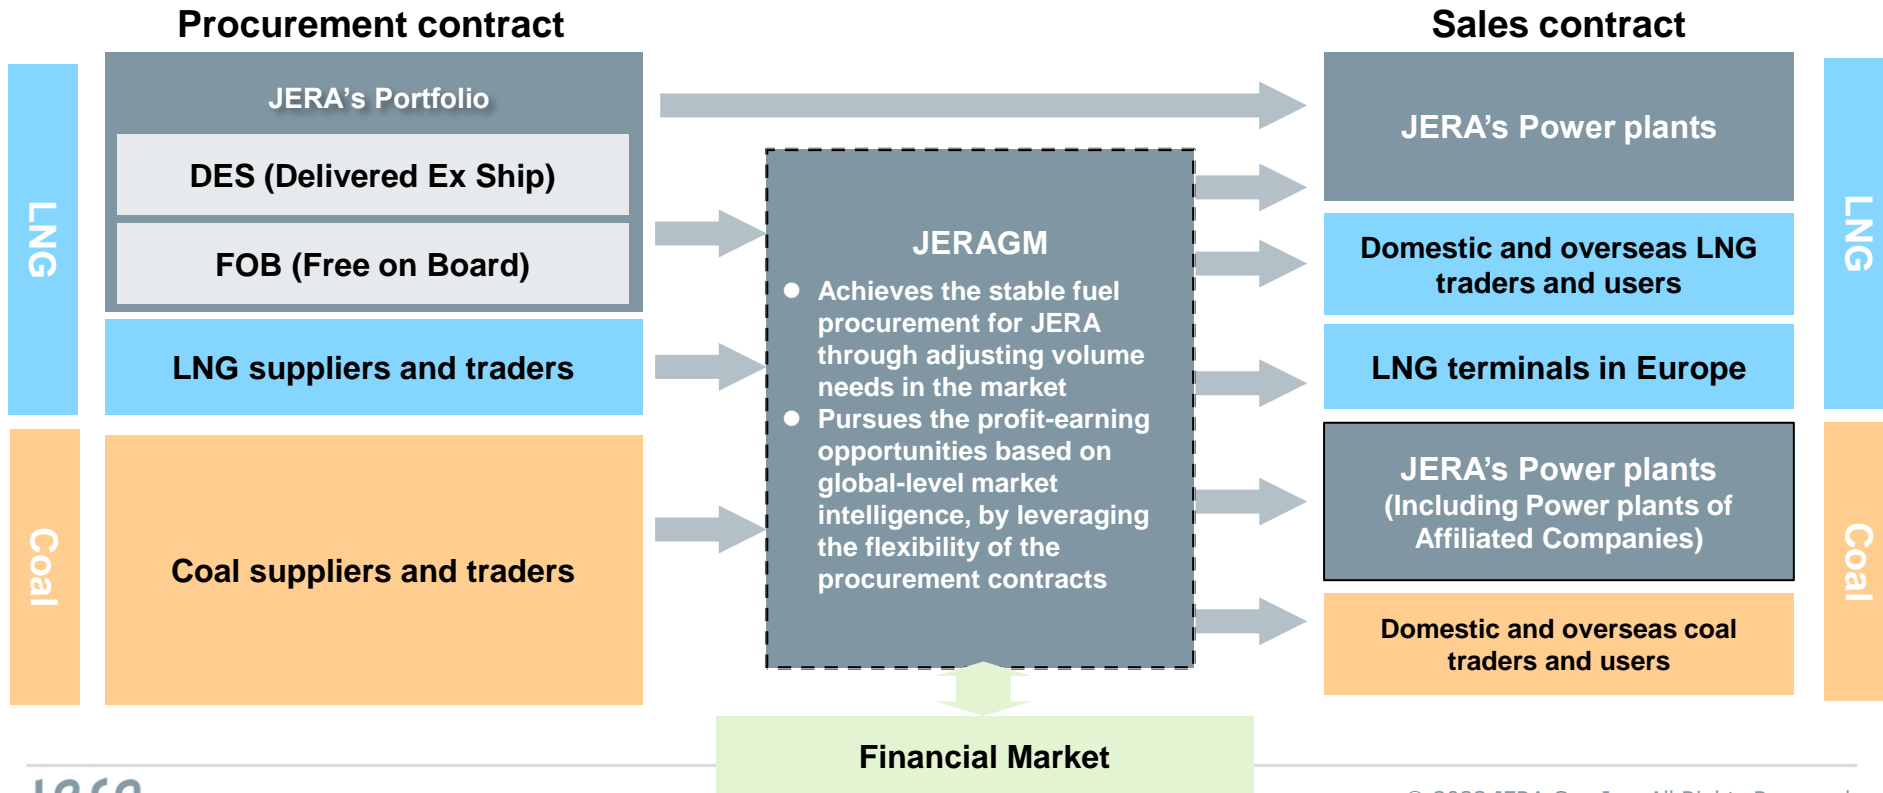 Procurement contract
Sales contract
LNG
JERA's Portfolio
DES (Delivered Ex Ship)
FOB (Free on Board)
LNG suppliers and traders
Coal
Coal suppliers and traders
JERAGM
● Achieves the stable fuel
procurement for JERA
through adjusting volume
needs in the market
● Pursues the profit-earning
opportunities based on
global-level market
intelligence, by leveraging
the flexibility of the
procurement contracts
Financial Market
JERA's Power plants
Domestic and overseas LNG
traders and users
LNG terminals in Europe
JERA's Power plants
(Including Power plants of
Affiliated Companies)
Domestic and overseas coal
traders and users
LNG
Coal